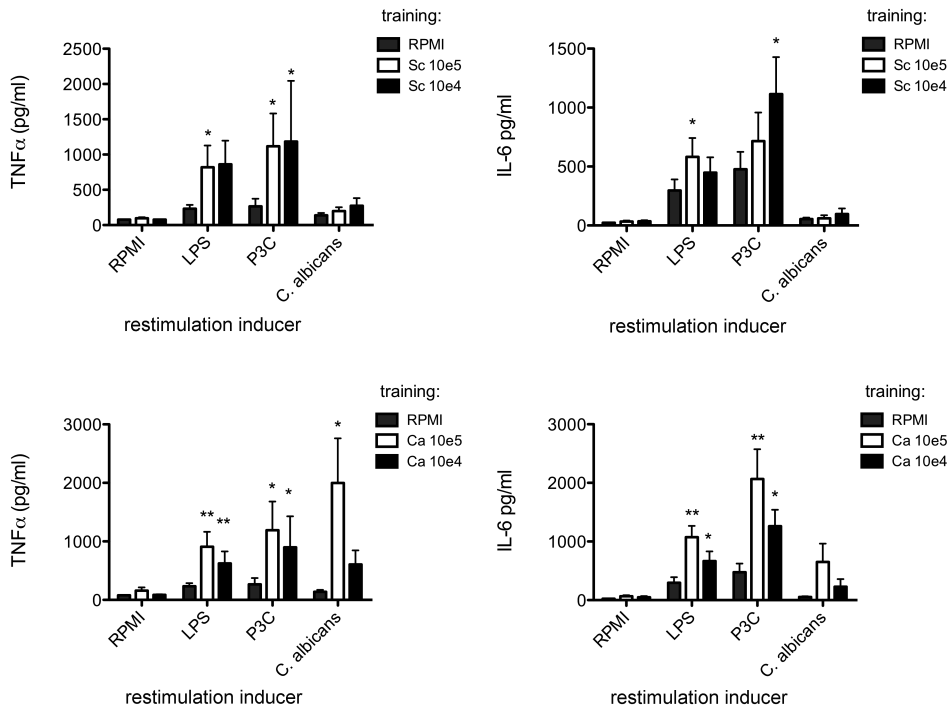 training:
RPMI
Sc 10e5
Sc 10e4
TNFα (pg/ml)
2500
2000
1500
1000
500
0
*
*
*
RPMI
LPS
P3C
C. albicans
restimulation inducer
training:
RPMI
Sc 10e5
Sc 10e4
IL-6 pg/ml
1500
1000
500
0
*
*
RPMI
LPS
P3C
C. albicans
restimulation inducer
training:
RPMI
Ca 10e5
Ca 10e4
TNFα (pg/ml)
3000
2000
1000
0
**
**
*
*
*
RPMI
LPS
P3C
C. albicans
restimulation inducer
training:
RPMI
Ca 10e5
Ca 10e4
IL-6 pg/ml
3000
2000
1000
0
**
*
**
*
RPMI
LPS
P3C
C. albicans
restimulation inducer